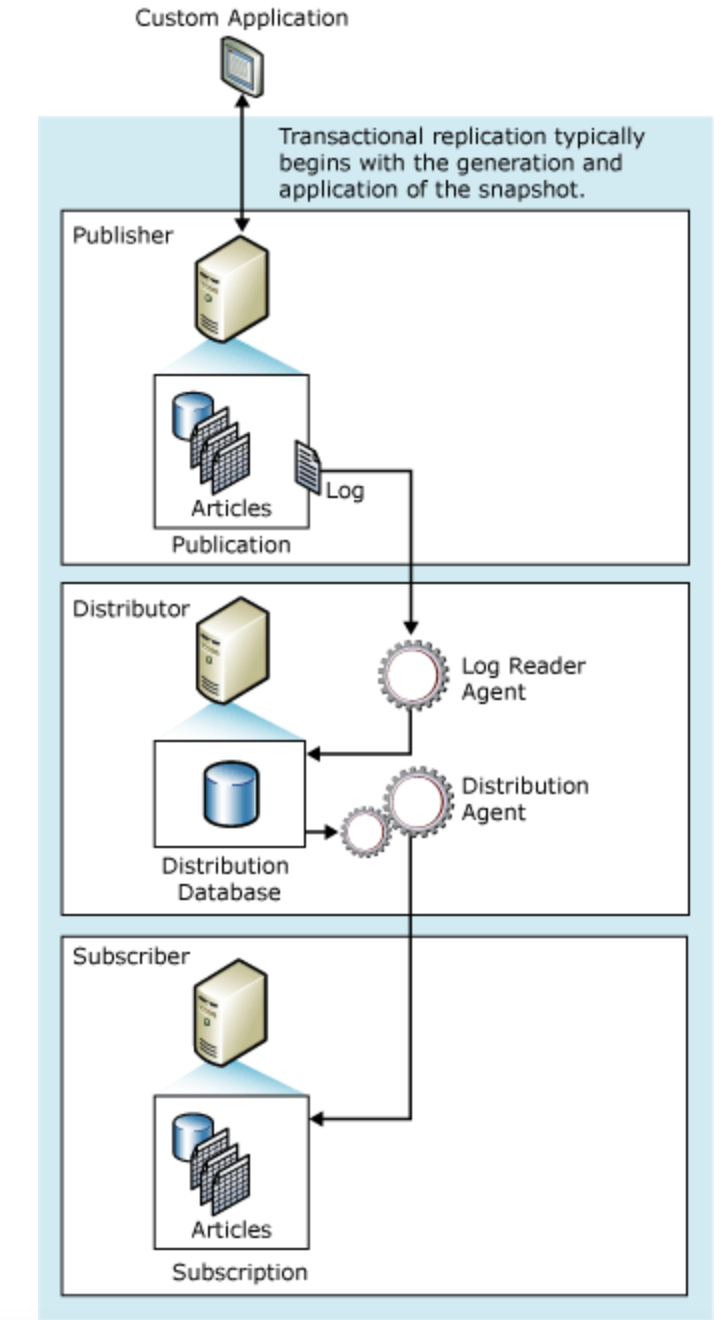 Custom Application
Transactional replication typically
begins with the generation and
application of the snapshot.
Publisher
Log
Articles
Publication
Distributor
Log Reader
Agent
Distribution
Agent
Distribution
Database
Subscriber
Articles
Subscription